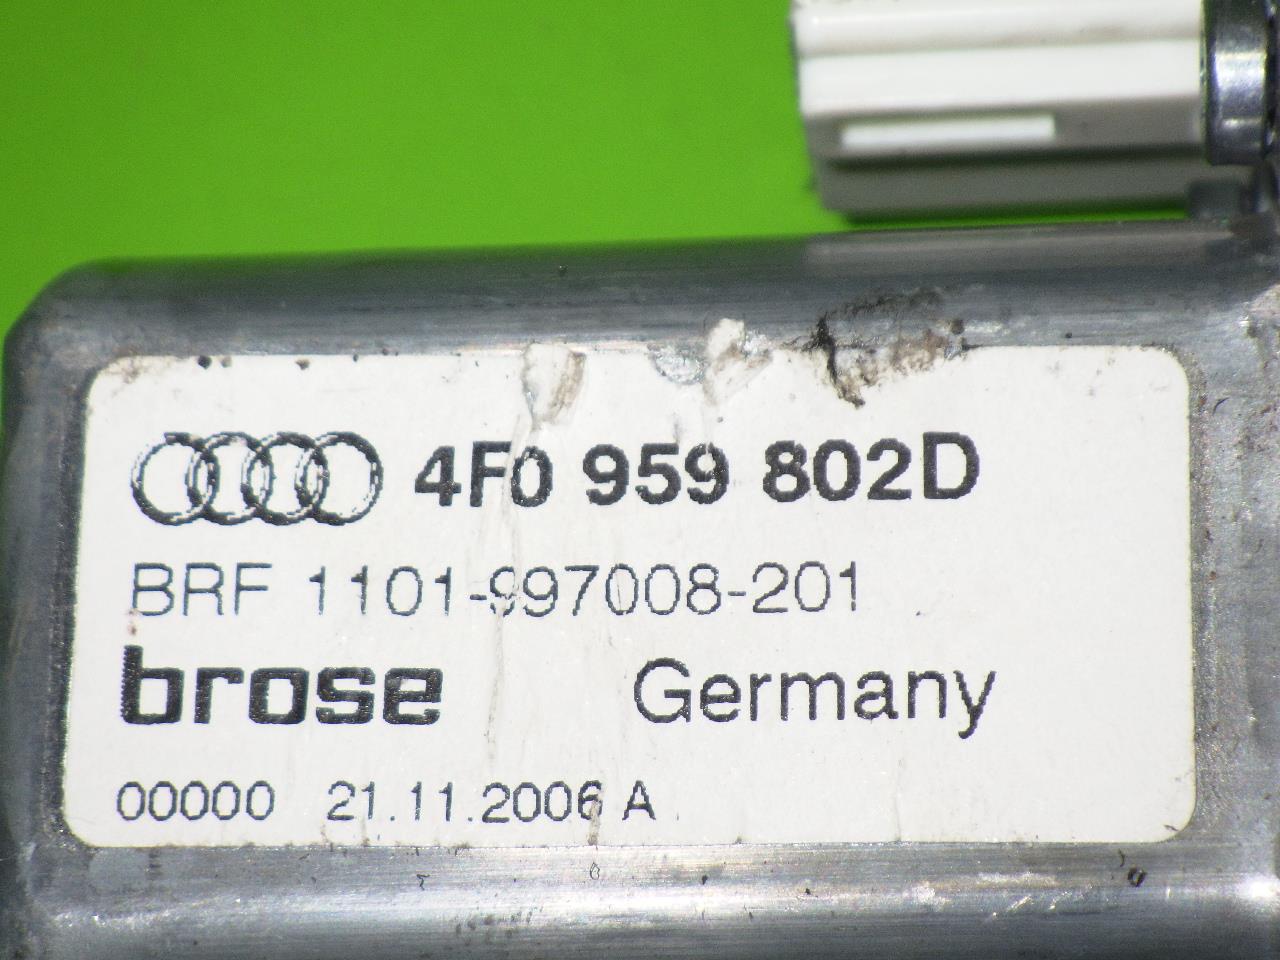 4F0 959 802D
BRF 1101-997008-201
brose Germany
00000 21.11.2006 A